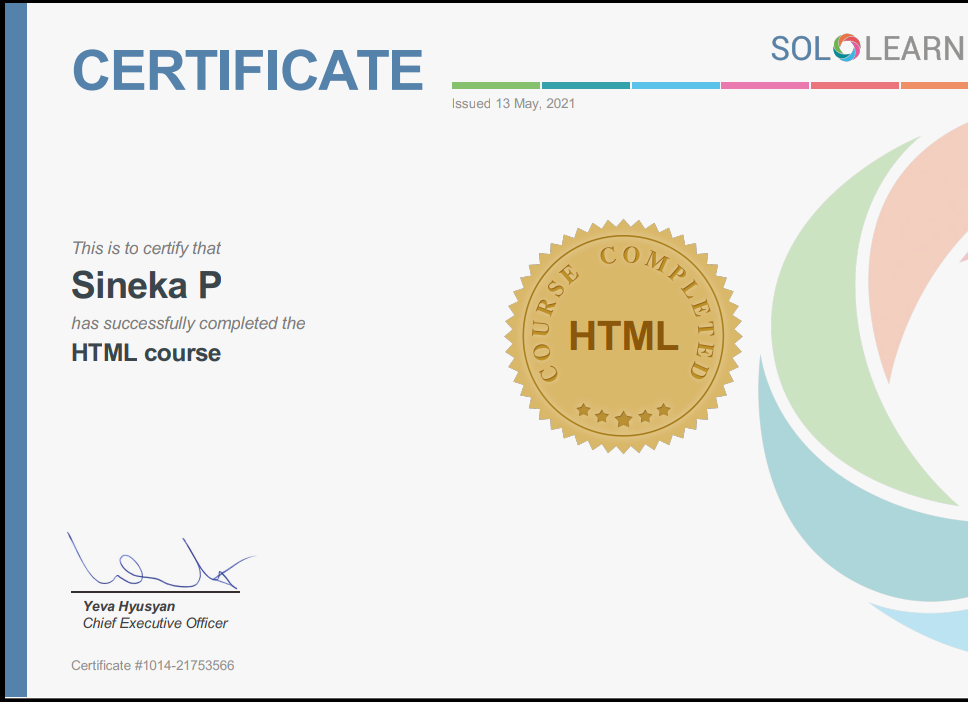 CERTIFICATE
SOLOLEARN
Issued 13 May, 2021
This is to certify that
Sineka P
has successfully completed the
HTML course
COURSE COMPLETED
HTML
Yeva Hyusyan
Chief Executive Officer
Certificate #1014-21753566